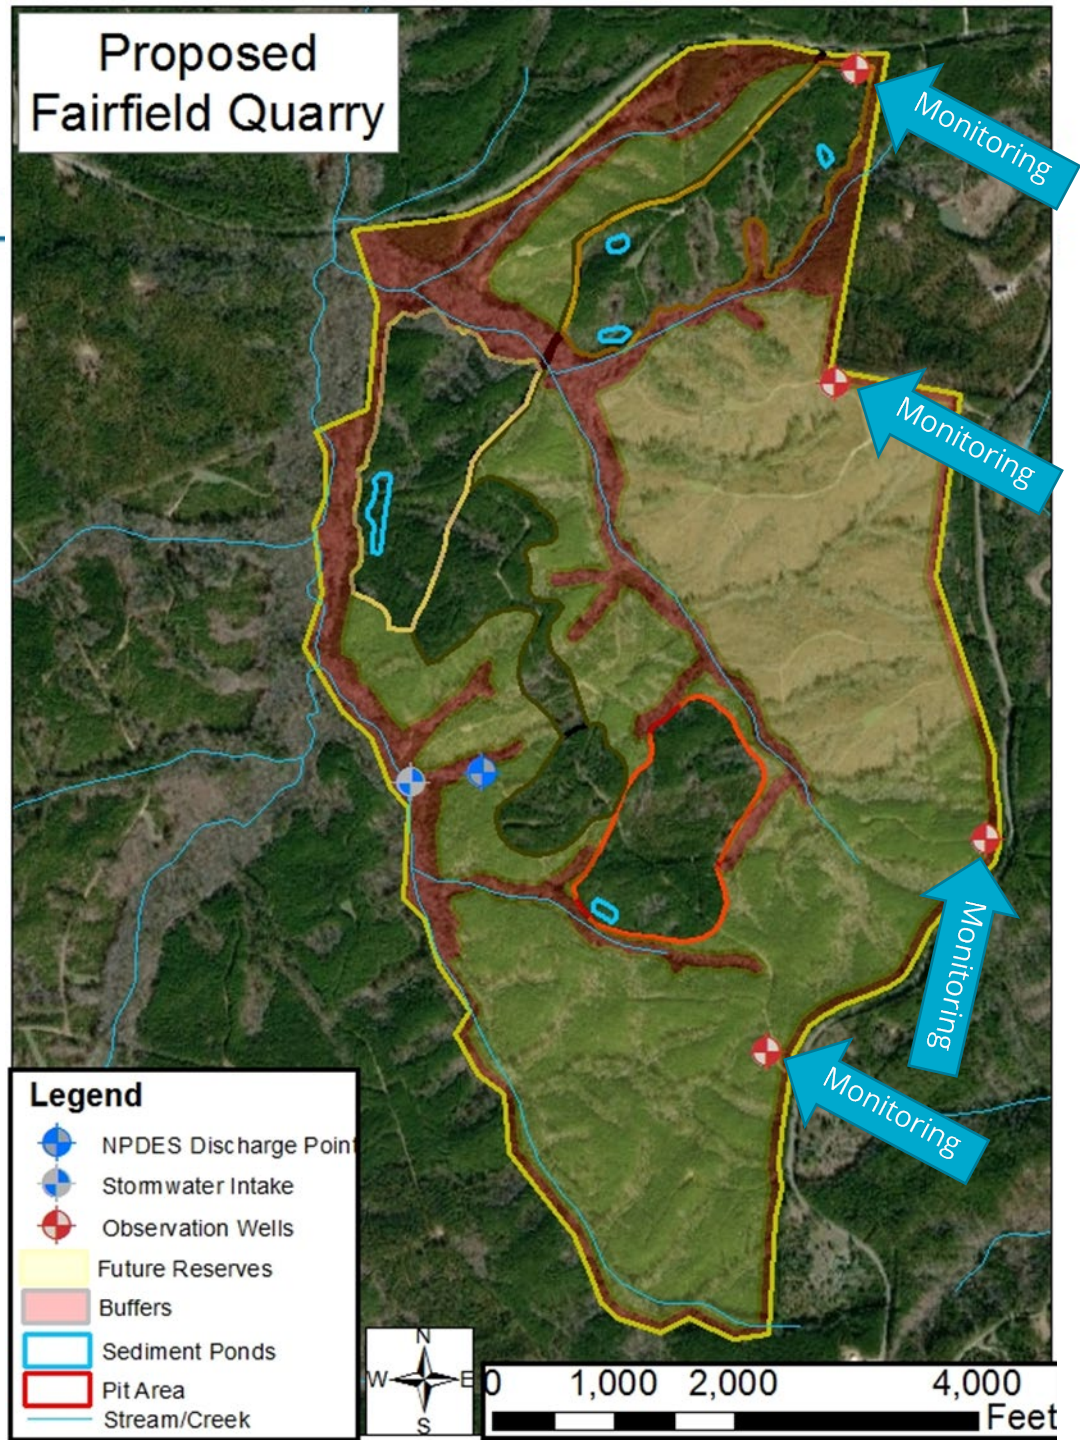 Proposed
Fairfield Quarry
Monitoring
Monitoring
Monitoring
Monitoring
Legend
NPDES Discharge Point
Stormwater Intake
Observation Wells
Future Reserves
Buffers
Sediment Ponds
Pit Area
Stream/Creek
N
W E
S
0 1,000 2,000 4,000
Feet